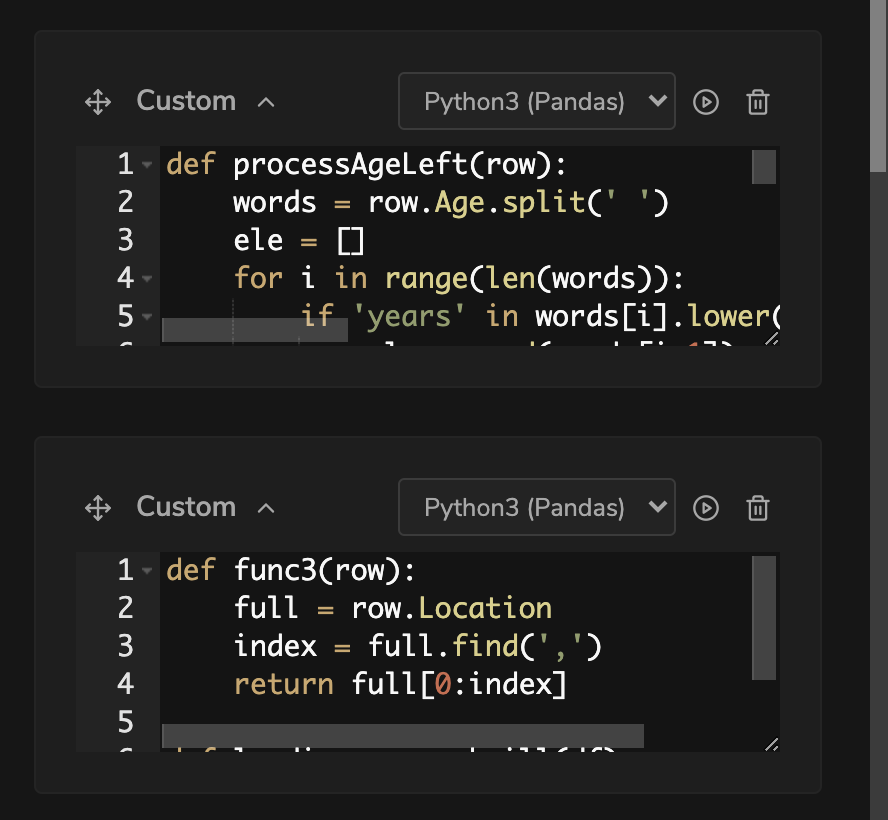 Custom Python3 (Pandas)
1 def processAgeLeft(row):
2     words = row.Age.split(' ')
3     ele = []
4     for i in range(len(words)):
5         if 'years' in words[i].lower(
Custom Python3 (Pandas)
1 def func3(row):
2     full = row.Location
3     index = full.find(',')
4     return full[0:index]
5